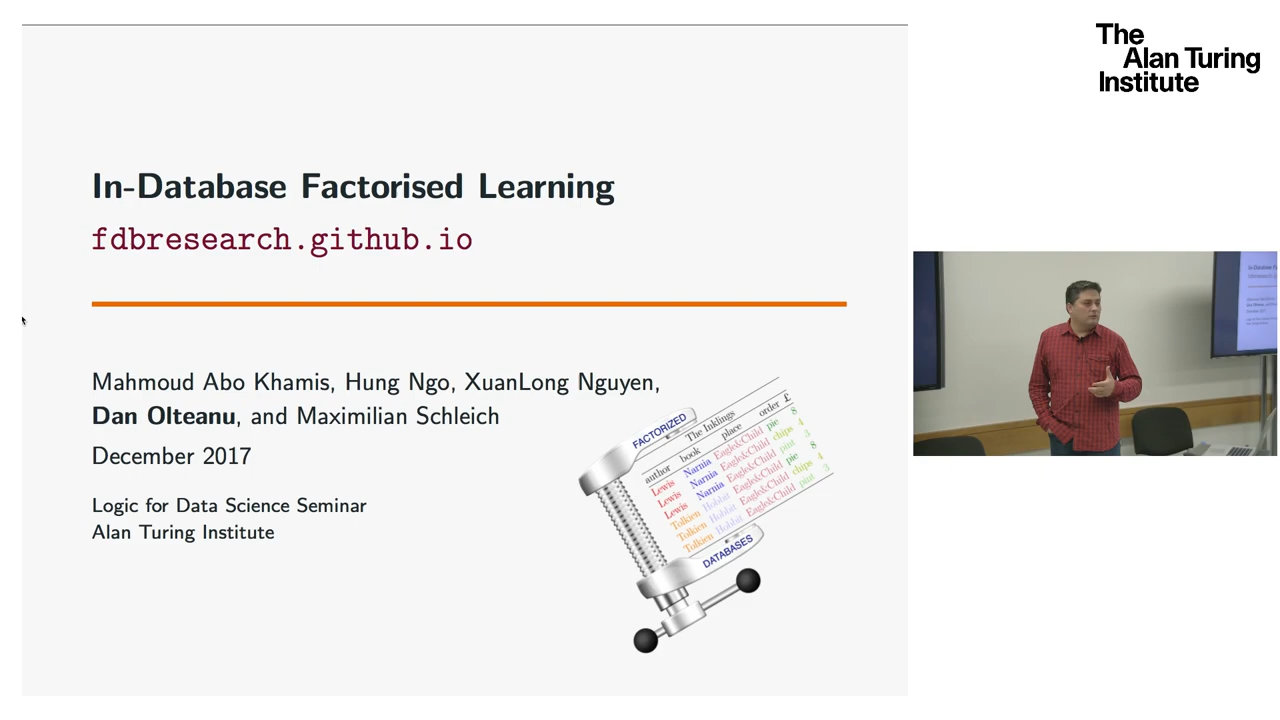 The
Alan Turing
Institute
In-Database Factorised Learning
fdbresearch.github.io
Mahmoud Abo Khamis, Hung Ngo, XuanLong Nguyen,
Dan Olteanu, and Maximilian Schleich
December 2017
Logic for Data Science Seminar
Alan Turing Institute
FACTORIZED
The Inklings
author book place order £
Lewis Narnia Eagle&Child pie 8
Lewis Narnia Eagle&Child chips 4
Lewis Narnia Eagle&Child pint 3
Tolkien Hobbit Eagle&Child pie 8
Tolkien Hobbit Eagle&Child chips 4
Tolkien Hobbit Eagle&Child pint 3
DATABASES